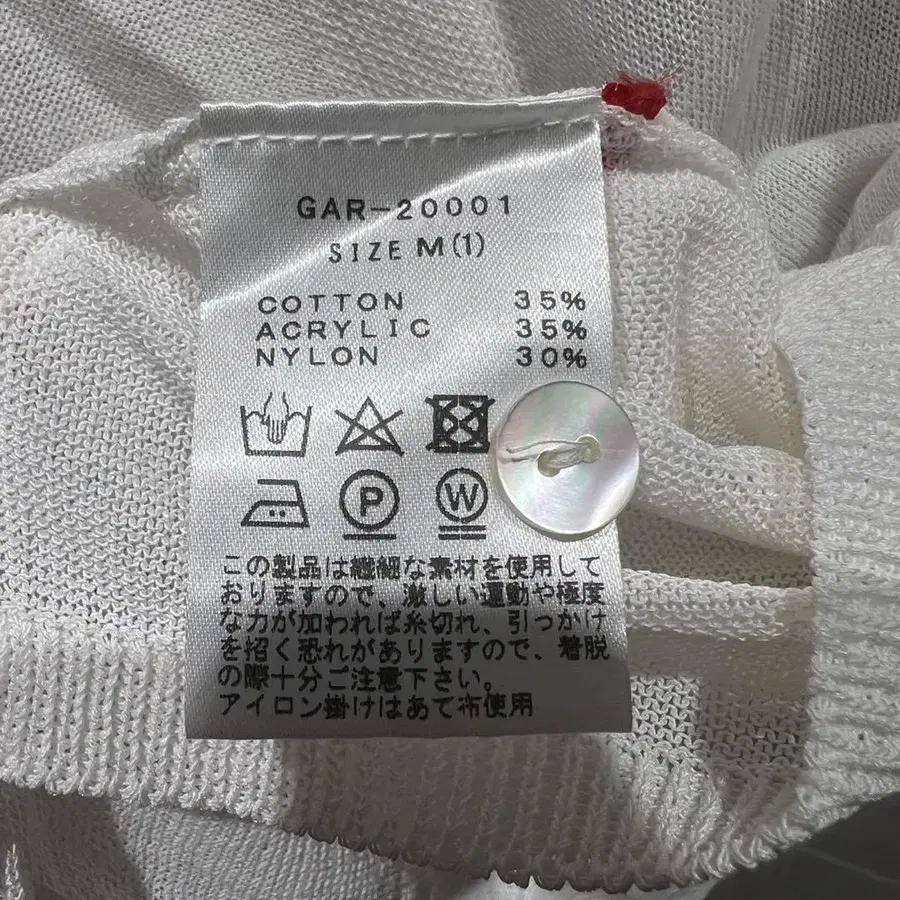 GAR-20001
SIZE M(1)
COTTON 35%
ACRYLIC 35%
NYLON 30%
P
W
この製品は繊細な素材を使用して
おりますので、激しい運動や極度
な力が加われば糸切れ、引っかけ
を招く恐れがありますので、着脱
の際十分ご注意下さい。
アイロン掛けはあて布使用